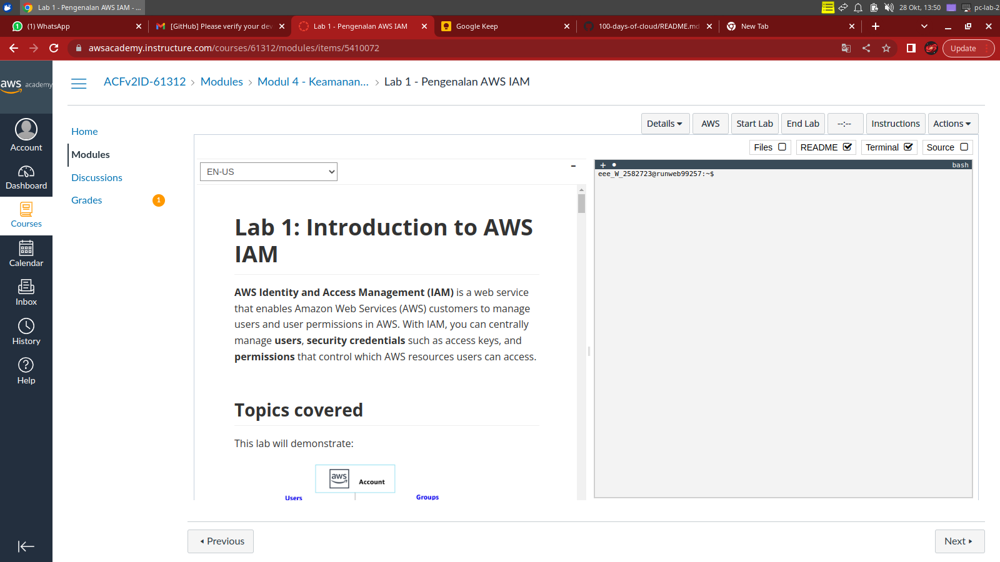 Lab 1 - Pengenalan AWS IAM - ...
28 Okt, 13:50
pc-lab-2
(1) WhatsApp
[GitHub] Please verify your dev
Lab 1 - Pengenalan AWS IAM
Google Keep
100-days-of-cloud/README.md
New Tab
awsacademy.instructure.com/courses/61312/modules/items/5410072
Update
aws academy
ACFv2ID-61312 › Modules › Modul 4 - Keamanan... › Lab 1 - Pengenalan AWS IAM
Account
Dashboard
Courses
Calendar
Inbox
History
Help
Home
Modules
Discussions
Grades 1
Details AWS Start Lab End Lab --:-- Instructions Actions
Files README Terminal Source
EN-US
-
+ bash
eee_W_2582723@runweb99257:~$
Lab 1: Introduction to AWS
IAM
AWS Identity and Access Management (IAM) is a web service
that enables Amazon Web Services (AWS) customers to manage
users and user permissions in AWS. With IAM, you can centrally
manage users, security credentials such as access keys, and
permissions that control which AWS resources users can access.
Topics covered
This lab will demonstrate:
aws Account
Users Groups
Previous
Next